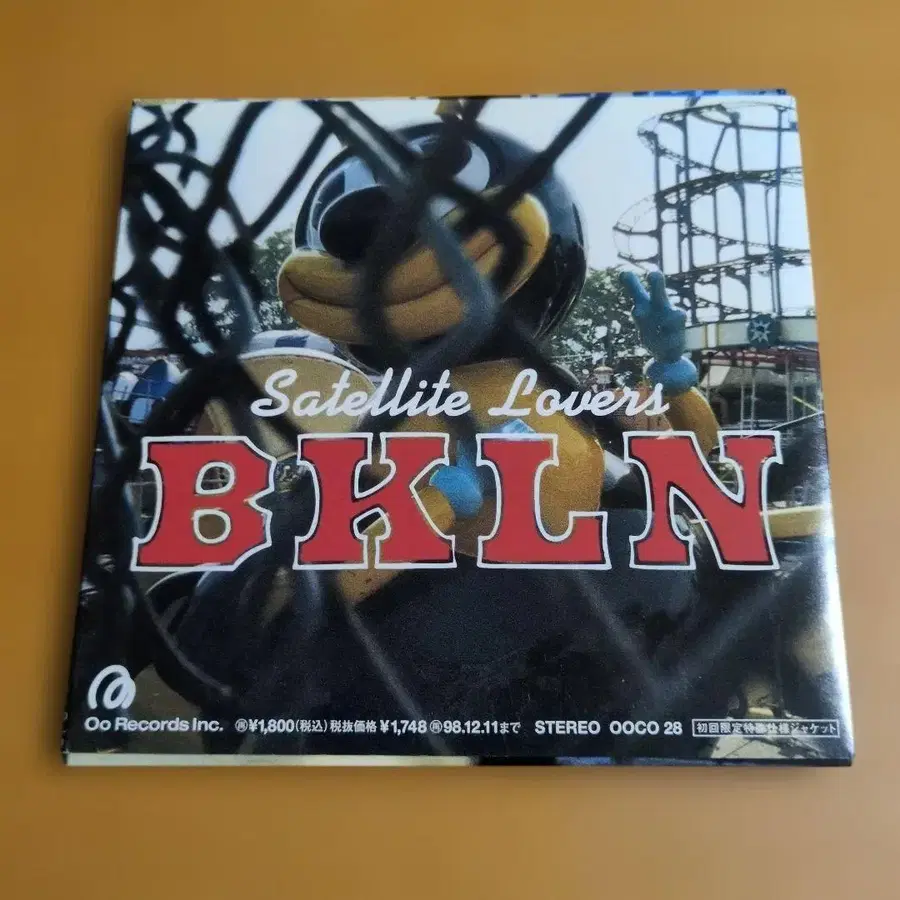 Satellite Lovers
BKLN
Oo Records Inc. ㊢¥1,800(税込) 税抜価格 ¥1,748 ㊢98.12.11まで STEREO OOCO 28 初回限定特殊仕様ジャケット